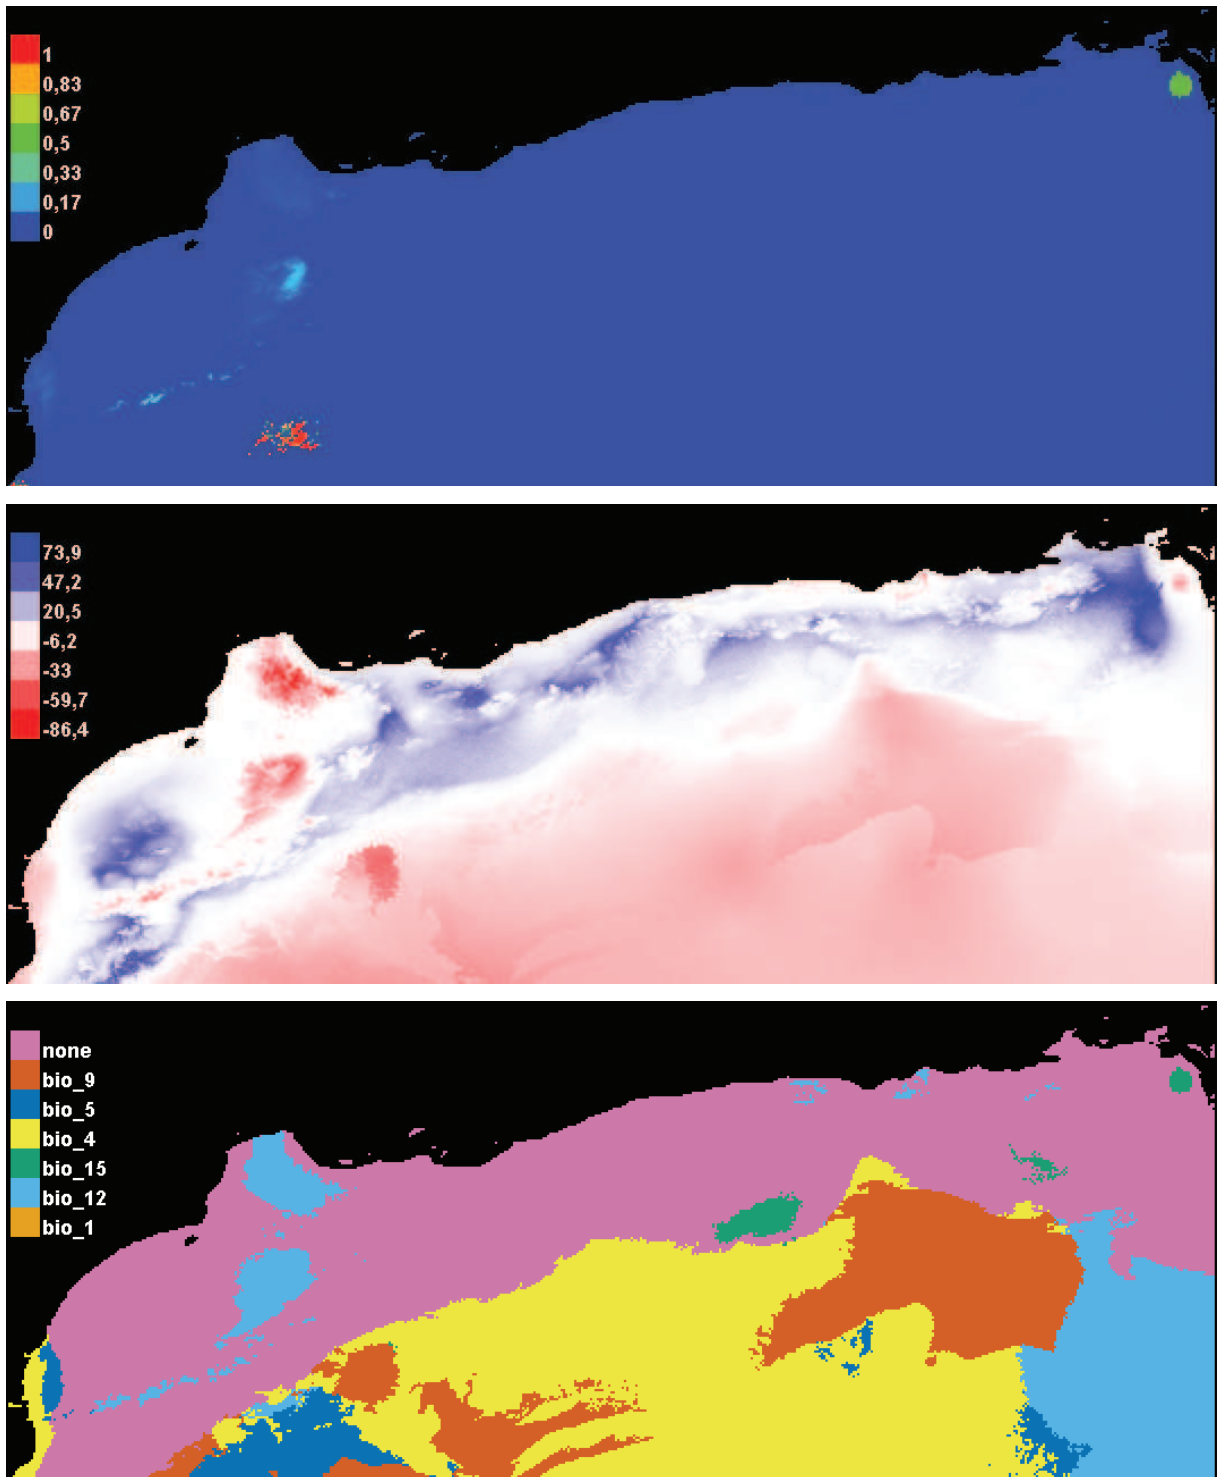 1
0,83
0,67
0,5
0,33
0,17
0
73,9
47,2
20,5
-6,2
-33
-59,7
-86,4
none
bio_9
bio_5
bio_4
bio_15
bio_12
bio_1